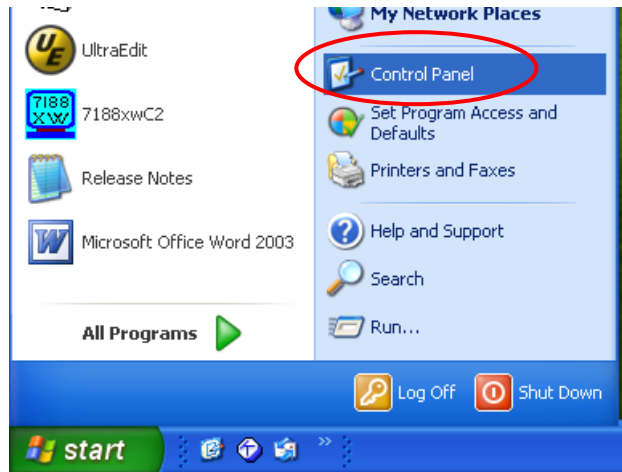 My Network Places
UltraEdit
Control Panel
7188
XW
7188xwC2
Set Program Access and
Defaults
Release Notes
Printers and Faxes
Microsoft Office Word 2003
Help and Support
Search
All Programs
Run...
Log Off
Shut Down
start